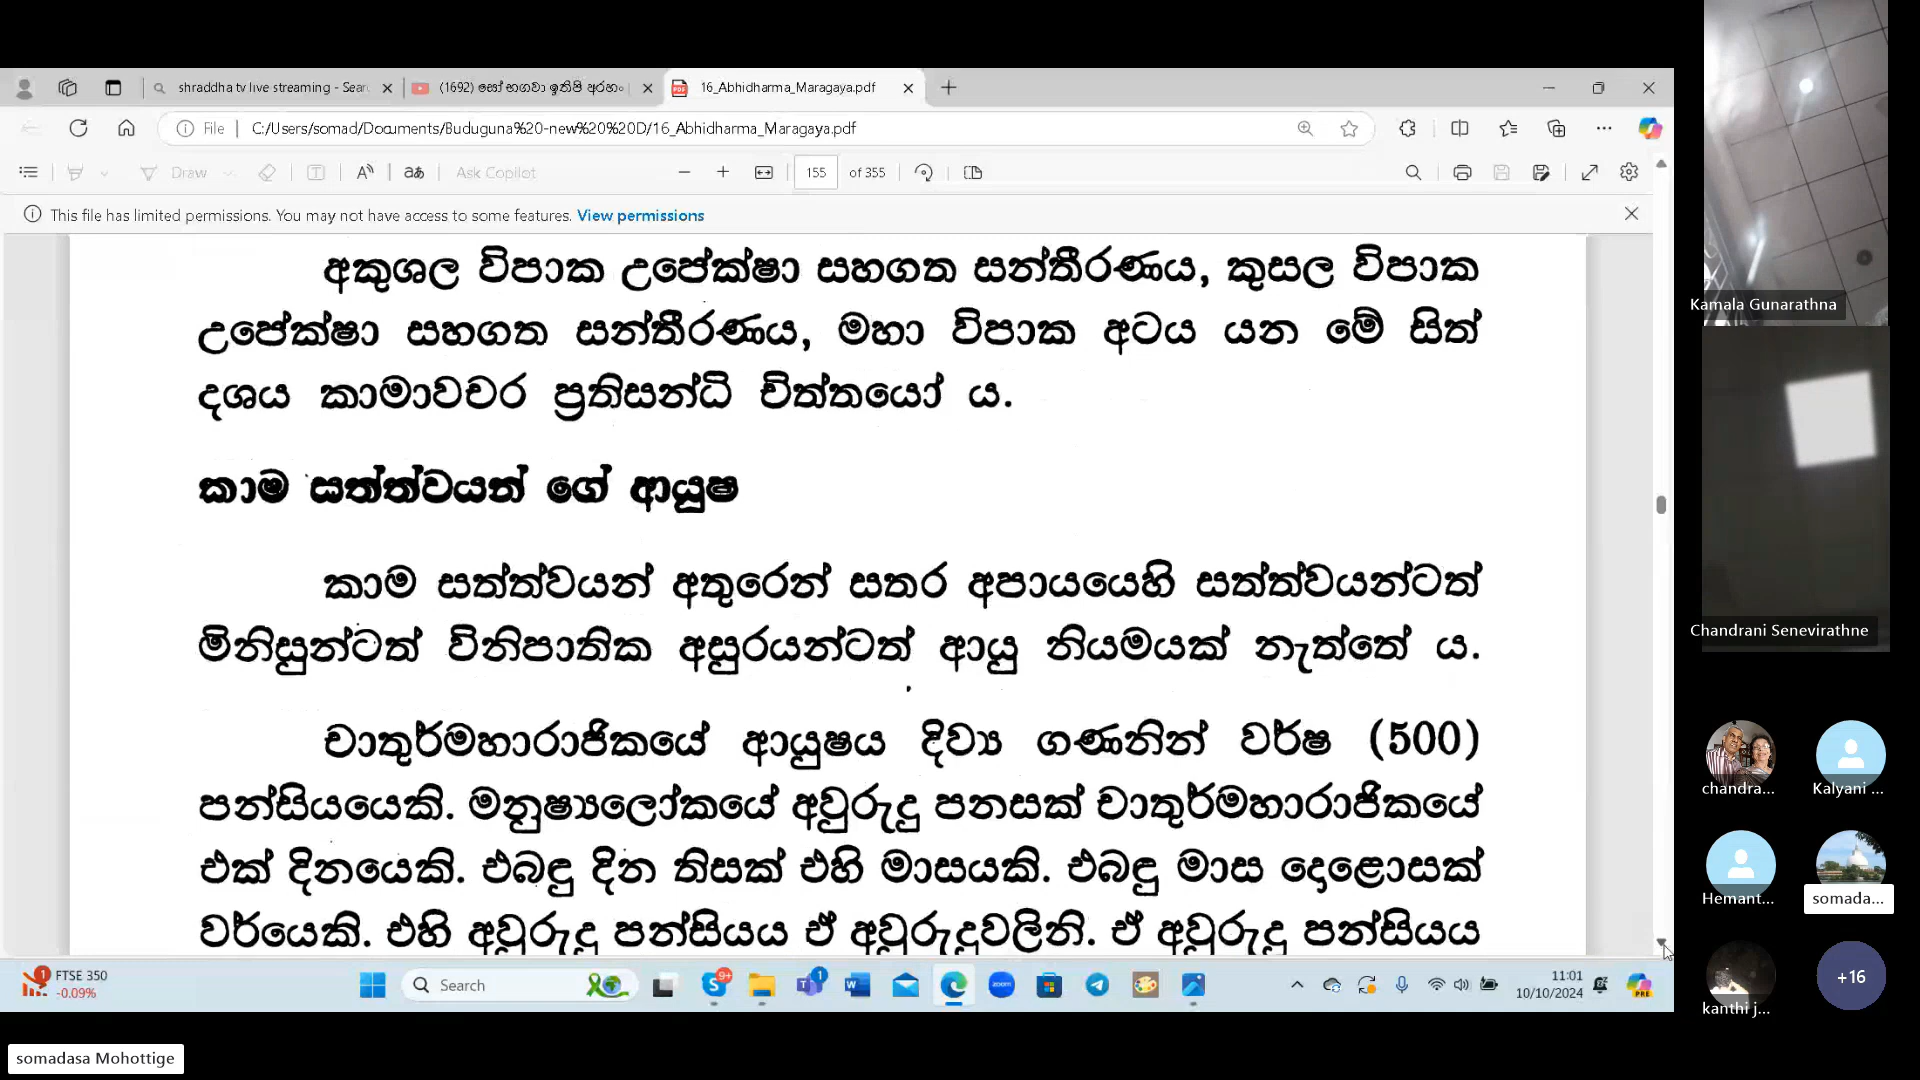 shraddha tv live streaming - Sear
(1692) සෝ භගවා ඉතිපි අරහං
16_Abhidharma_Maragaya.pdf
File C:/Users/somad/Documents/Buduguna%20-new%20%20D/16_Abhidharma_Maragaya.pdf
Draw
Ask Copilot
155 of 355
This file has limited permissions. You may not have access to some features. View permissions
අකුශල විපාක උපේක්ෂා සහගත සන්තීරණය, කුසල විපාක
උපේක්ෂා සහගත සන්තීරණය, මහා විපාක අටය යන මේ සිත්
දශය කාමාවචර ප්‍රතිසන්ධි චිත්තයෝ ය.
කාම සත්ත්වයන් ගේ ආයුෂ
කාම සත්ත්වයන් අතුරෙන් සතර අපායයෙහි සත්ත්වයන්ටත්
මිනිසුන්ටත් විනිපාතික අසුරයන්ටත් ආයු නියමයක් නැත්තේ ය.
චාතුර්මහාරාජිකයේ ආයුෂය දිව්‍ය ගණනින් වර්ෂ (500)
පන්සියයෙකි. මනුෂ්‍යලෝකයේ අවුරුදු පනසක් චාතුර්මහාරාජිකයේ
එක් දිනයෙකි. එබඳු දින තිසක් එහි මාසයකි. එබඳු මාස දොළොසක්
වර්යෙකි. එහි අවුරුදු පන්සියය ඒ අවුරුදුවලිනි. ඒ අවුරුදු පන්සියය
Kamala Gunarathna
Chandrani Senevirathne
chandra...
Kalyani ...
Hemant...
somada...
kanthi j...
+16
FTSE 350
-0.09%
Search
11:01
10/10/2024
somadasa Mohottige